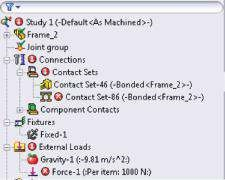 Study 1 (-Default<As Machined>-)
Frame_2
Joint group
Connections
Contact Sets
Contact Set-46 (-Bonded<Frame_2>-)
Contact Set-86 (-Bonded<Frame_2>-)
Component Contacts
Fixtures
Fixed-1
External Loads
Gravity-1 (:-9.81 m/s^2:)
Force-1 (:Per item: 1000 N:)